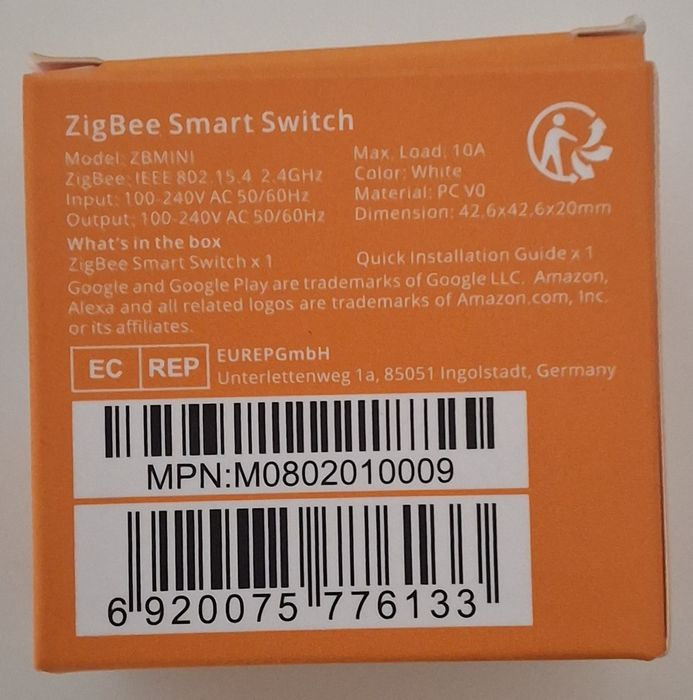 ZigBee Smart Switch
Model: ZBMINI
ZigBee: IEEE 802.15.4 2.4GHz
Input: 100-240V AC 50/60Hz
Output: 100-240V AC 50/60Hz
Max. Load: 10A
Color: White
Material: PC V0
Dimension: 42.6x42.6x20mm
What's in the box
ZigBee Smart Switch x 1 Quick Installation Guide x 1
Google and Google Play are trademarks of Google LLC. Amazon,
Alexa and all related logos are trademarks of Amazon.com, Inc.
or its affiliates.
EC REP
EUREPGmbH
Unterlettenweg 1a, 85051 Ingolstadt, Germany
MPN:M0802010009
6 920075 776133